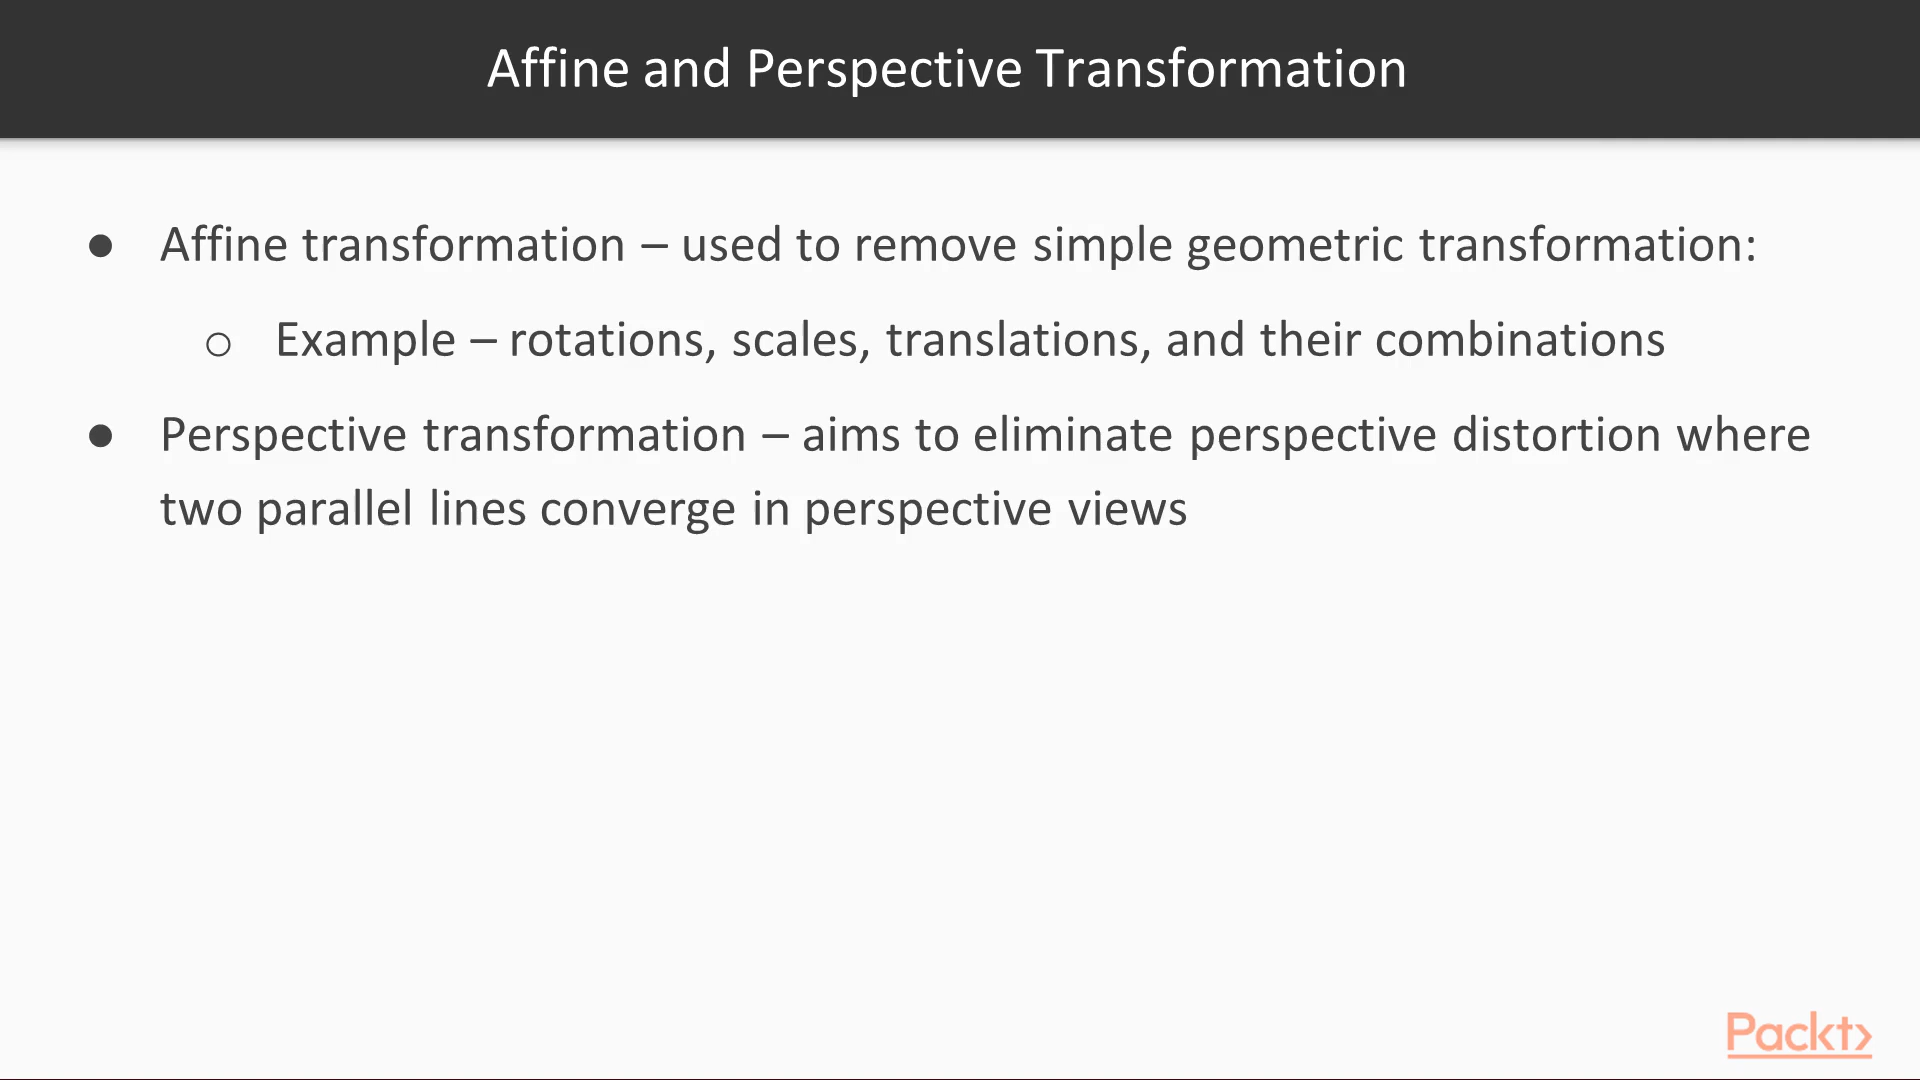 Affine and Perspective Transformation
● Affine transformation – used to remove simple geometric transformation:
○ Example – rotations, scales, translations, and their combinations
● Perspective transformation – aims to eliminate perspective distortion where
two parallel lines converge in perspective views
Packt>